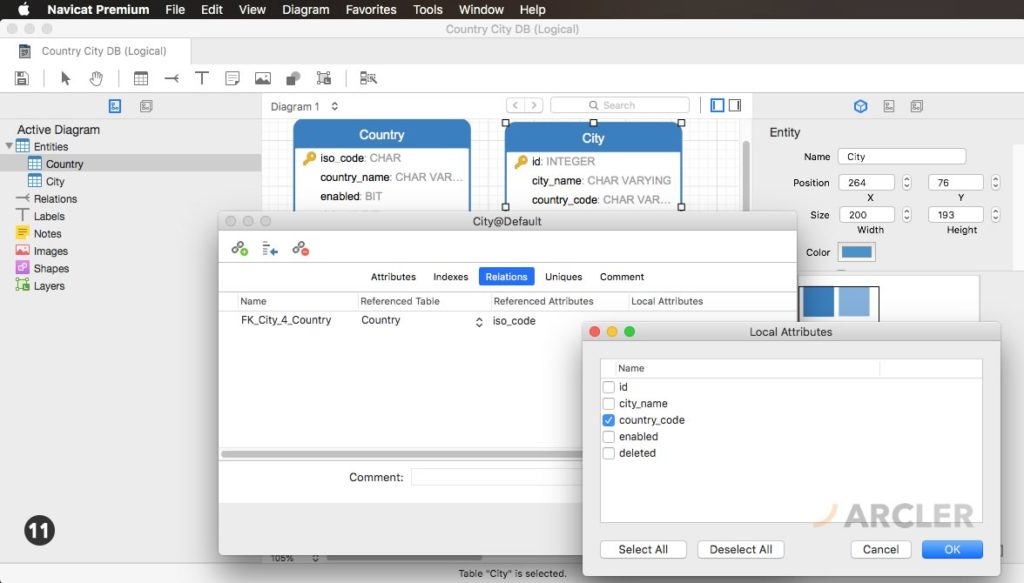 Navicat Premium File Edit View Diagram Favorites Tools Window Help
Country City DB (Logical)
Country City DB (Logical)
Diagram 1
Search
Active Diagram
Entities
Country
City
Relations
Labels
Notes
Images
Shapes
Layers
Country
iso_code: CHAR
country_name: CHAR VAR...
enabled: BIT
City
id: INTEGER
city_name: CHAR VARYING
country_code: CHAR VAR...
Entity
Name City
Position 264 76
X Y
Size 200 193
Width Height
Color
City@Default
Attributes Indexes Relations Uniques Comment
Name Referenced Table Referenced Attributes Local Attributes
FK_City_4_Country Country iso_code
Comment:
Local Attributes
Name
id
city_name
country_code
enabled
deleted
ARCLER
Select All Deselect All Cancel OK
11
105%
Table "City" is selected.